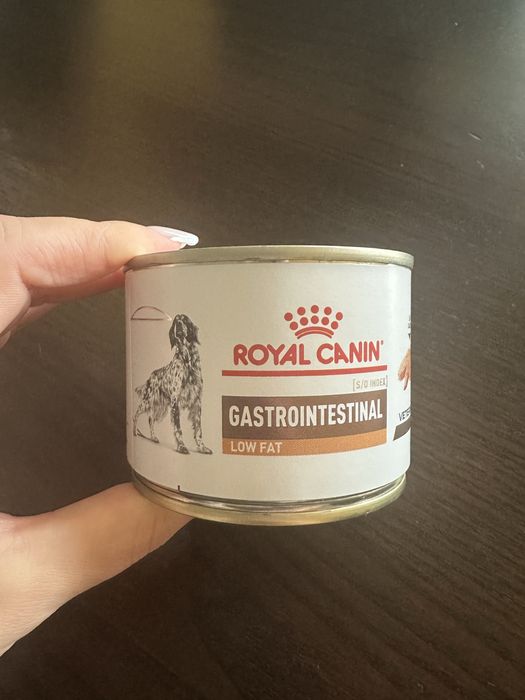 ROYAL CANIN
[S/O INDEX]
GASTROINTESTINAL
LOW FAT